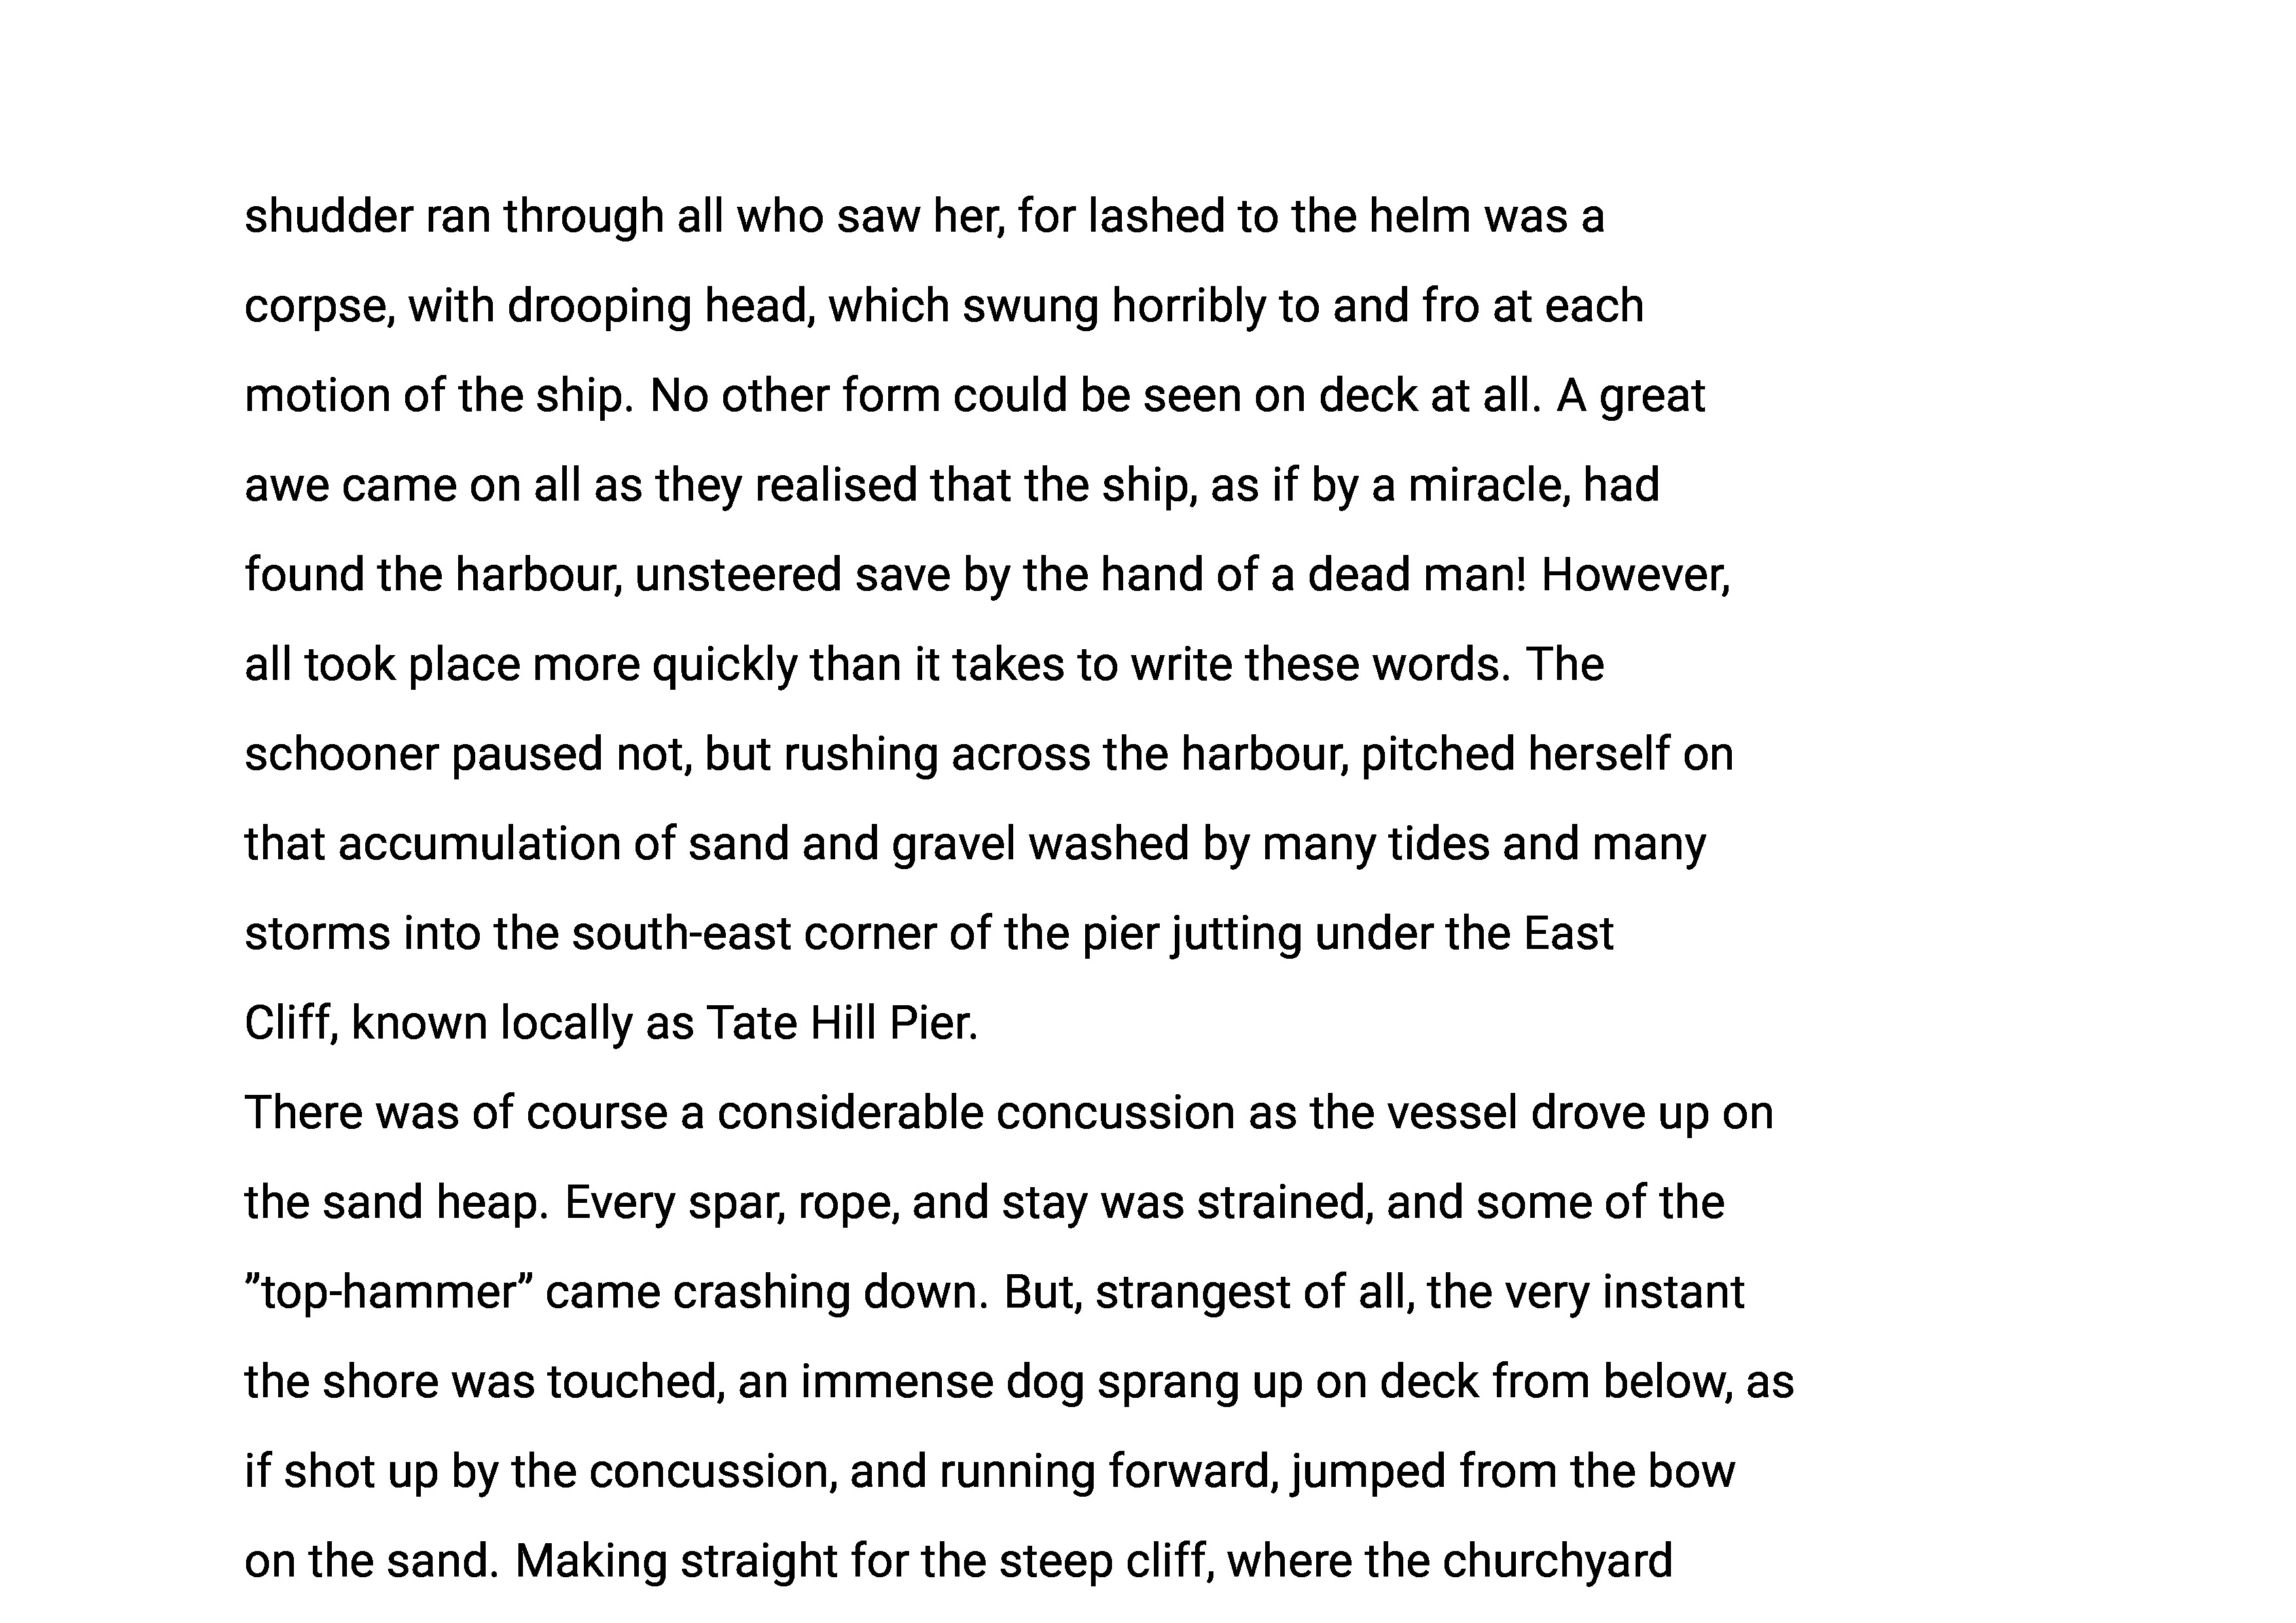 shudder ran through all who saw her, for lashed to the helm was a
corpse, with drooping head, which swung horribly to and fro at each
motion of the ship. No other form could be seen on deck at all. A great
awe came on all as they realised that the ship, as if by a miracle, had
found the harbour, unsteered save by the hand of a dead man! However,
all took place more quickly than it takes to write these words. The
schooner paused not, but rushing across the harbour, pitched herself on
that accumulation of sand and gravel washed by many tides and many
storms into the south-east corner of the pier jutting under the East
Cliff, known locally as Tate Hill Pier.
There was of course a considerable concussion as the vessel drove up on
the sand heap. Every spar, rope, and stay was strained, and some of the
”top-hammer” came crashing down. But, strangest of all, the very instant
the shore was touched, an immense dog sprang up on deck from below, as
if shot up by the concussion, and running forward, jumped from the bow
on the sand. Making straight for the steep cliff, where the churchyard